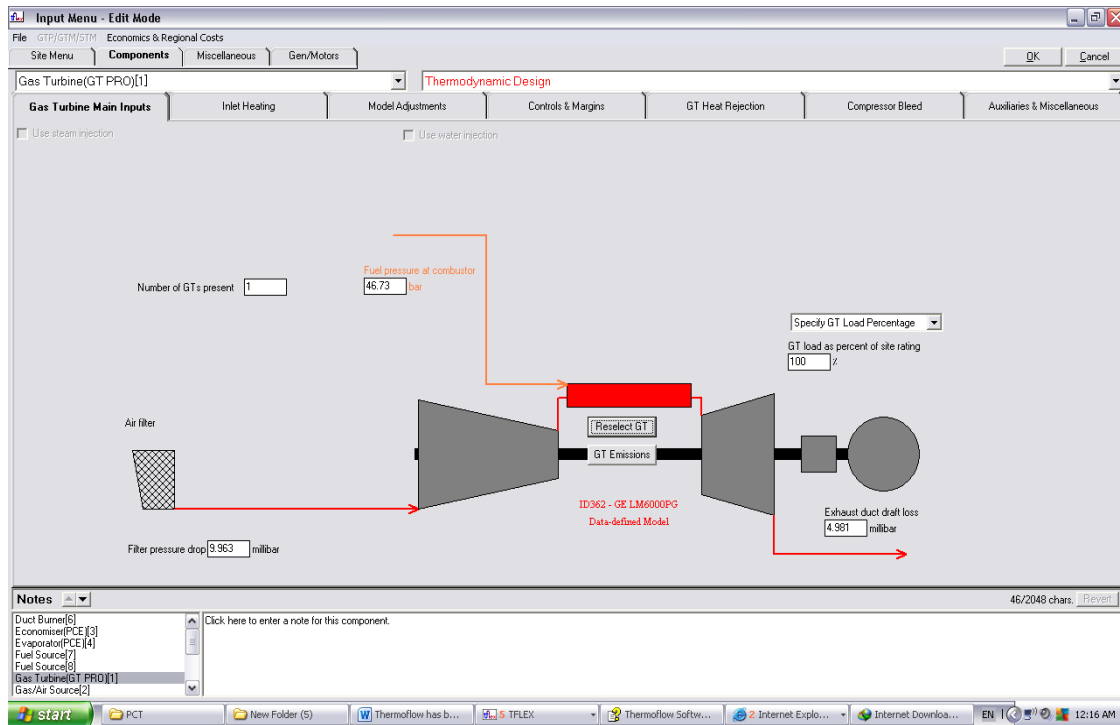 Input Menu - Edit Mode
File GTP/GTM/STM Economics & Regional Costs
Site Menu Components Miscellaneous Gen/Motors OK Cancel
Gas Turbine(GT PRO)[1] Thermodynamic Design
Gas Turbine Main Inputs Inlet Heating Model Adjustments Controls & Margins GT Heat Rejection Compressor Bleed Auxiliaries & Miscellaneous
Use steam injection Use water injection
Fuel pressure at combustor
Number of GTs present 1 46.73 bar
Specify GT Load Percentage
GT load as percent of site rating
100 %
Air filter
Reselect GT
GT Emissions
ID362 - GE LM6000PG
Data-defined Model
Exhaust duct draft loss
4.981 millibar
Filter pressure drop 9.963 millibar
Notes 46/2048 chars. Revert
Duct Burner[6] Click here to enter a note for this component.
Economiser(PCE)[3]
Evaporator(PCE)[4]
Fuel Source[7]
Fuel Source[8]
Gas Turbine(GT PRO)[1]
Gas/Air Source[2]
start PCT New Folder (5) Thermoflow has b... 5 TFLEX Thermoflow Softw... 2 Internet Explo... Internet Downloa... EN 12:16 AM